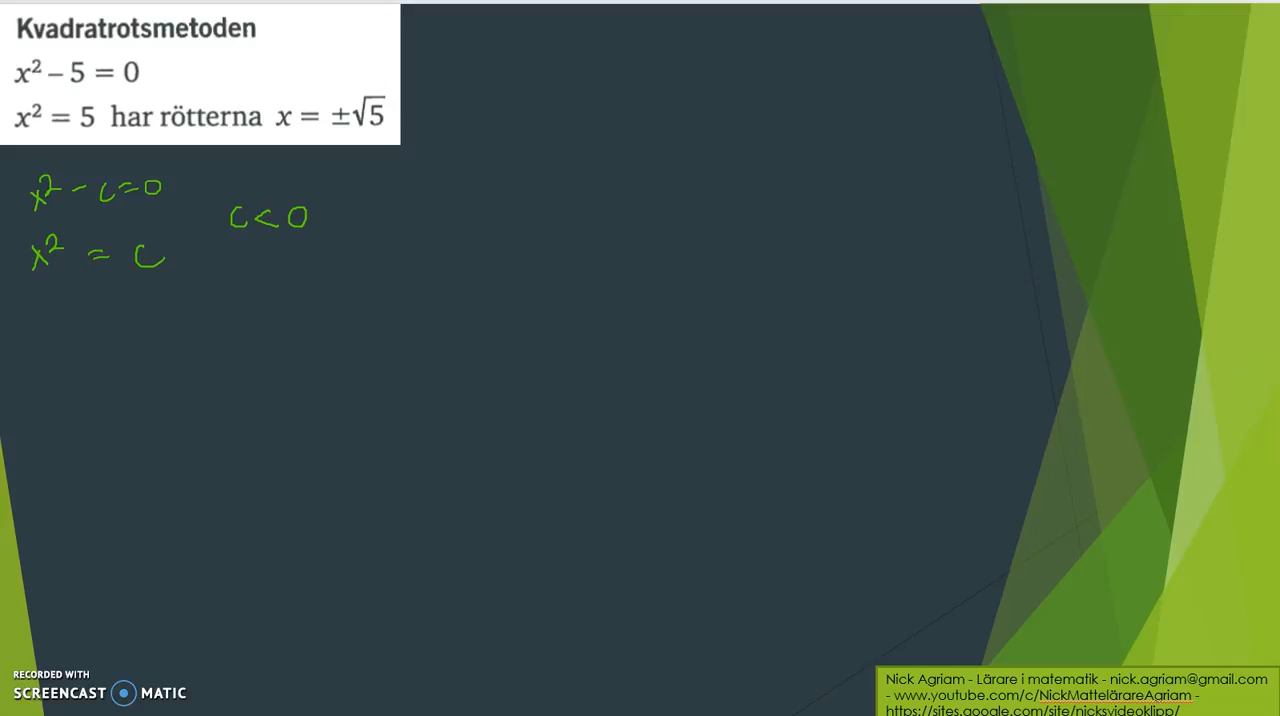 Kvadratrotsmetoden
x² – 5 = 0
x² = 5 har rötterna x = ±√5
x² – c = 0
c < 0
x² = c
RECORDED WITH
SCREENCAST MATIC
Nick Agriam - Lärare i matematik - nick.agriam@gmail.com
- www.youtube.com/c/NickMattelärareAgriam -
https://sites.google.com/site/nicksvideoklipp/